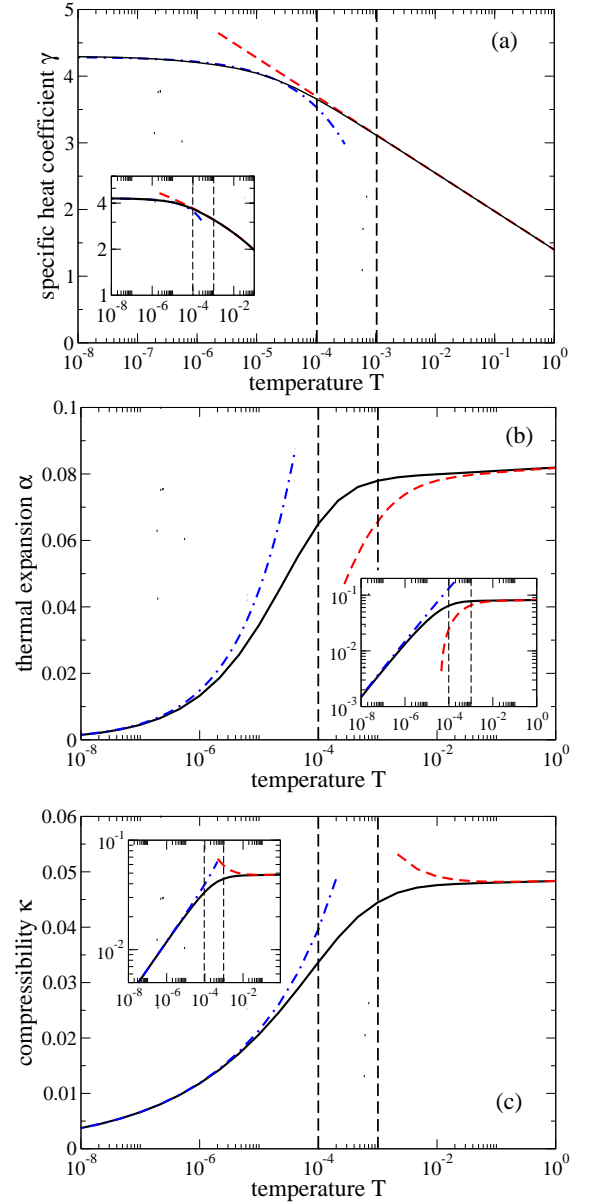 5
4
3
2
1
0
specific heat coefficient γ
(a)
4
2
1
10^-8 10^-6 10^-4 10^-2
10^-8 10^-7 10^-6 10^-5 10^-4 10^-3 10^-2 10^-1 10^0
temperature T
0.1
0.08
0.06
0.04
0.02
0
thermal expansion α
(b)
10^-1
10^-2
10^-3
10^-8 10^-6 10^-4 10^-2 10^0
10^-8 10^-6 10^-4 10^-2 10^0
temperature T
0.06
0.05
0.04
0.03
0.02
0.01
0
compressibility κ
10^-1
10^-2
10^-8 10^-6 10^-4 10^-2
(c)
10^-8 10^-6 10^-4 10^-2 10^0
temperature T